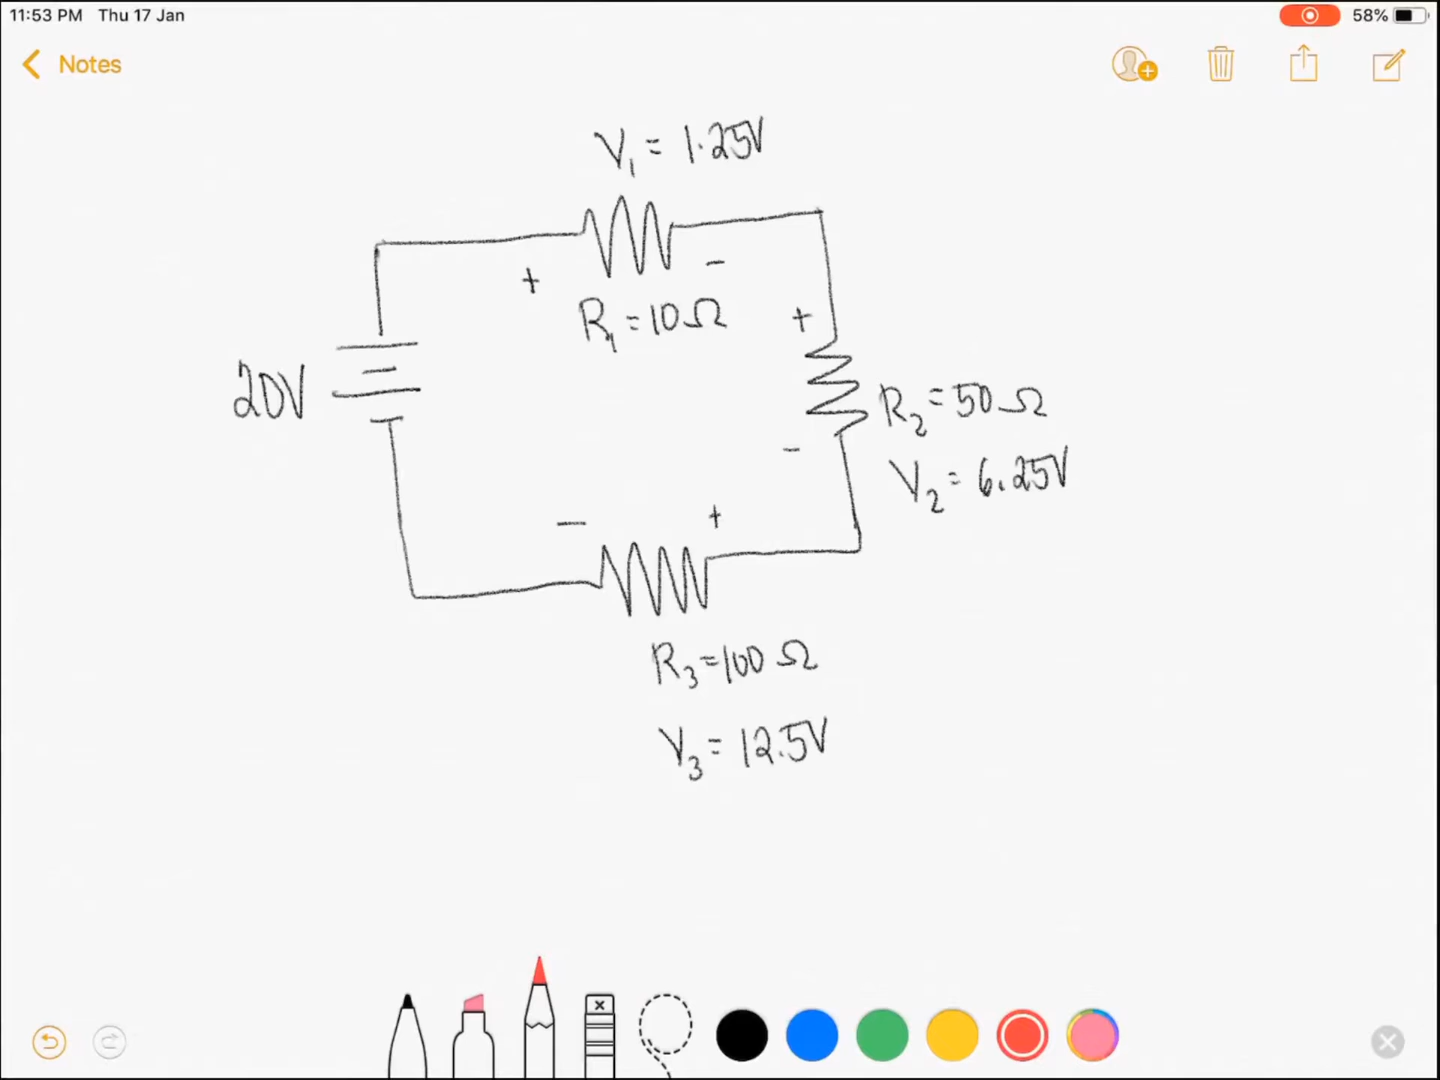 11:53 PM Thu 17 Jan
58%
Notes
V1 = 1.25V
+
-
R1 = 10Ω
+
20V
R2 = 50Ω
-
V2 = 6.25V
-
+
R3 = 100Ω
V3 = 12.5V